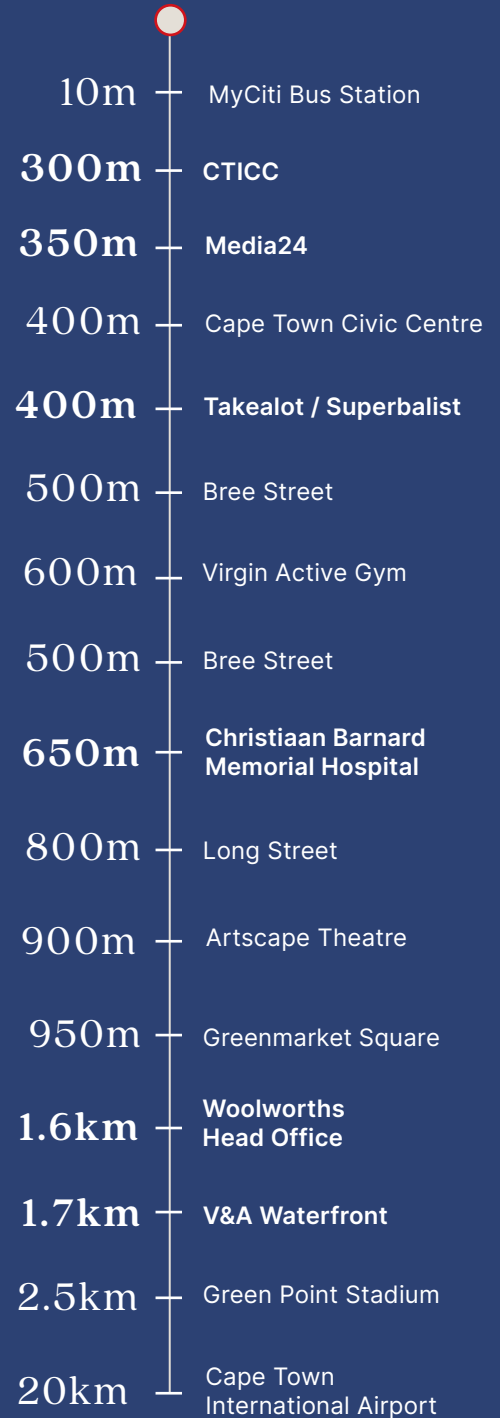 10m MyCiti Bus Station
300m CTICC
350m Media24
400m Cape Town Civic Centre
400m Takealot / Superbalist
500m Bree Street
600m Virgin Active Gym
500m Bree Street
650m Christiaan Barnard
Memorial Hospital
800m Long Street
900m Artscape Theatre
950m Greenmarket Square
1.6km Woolworths
Head Office
1.7km V&A Waterfront
2.5km Green Point Stadium
20km Cape Town
International Airport